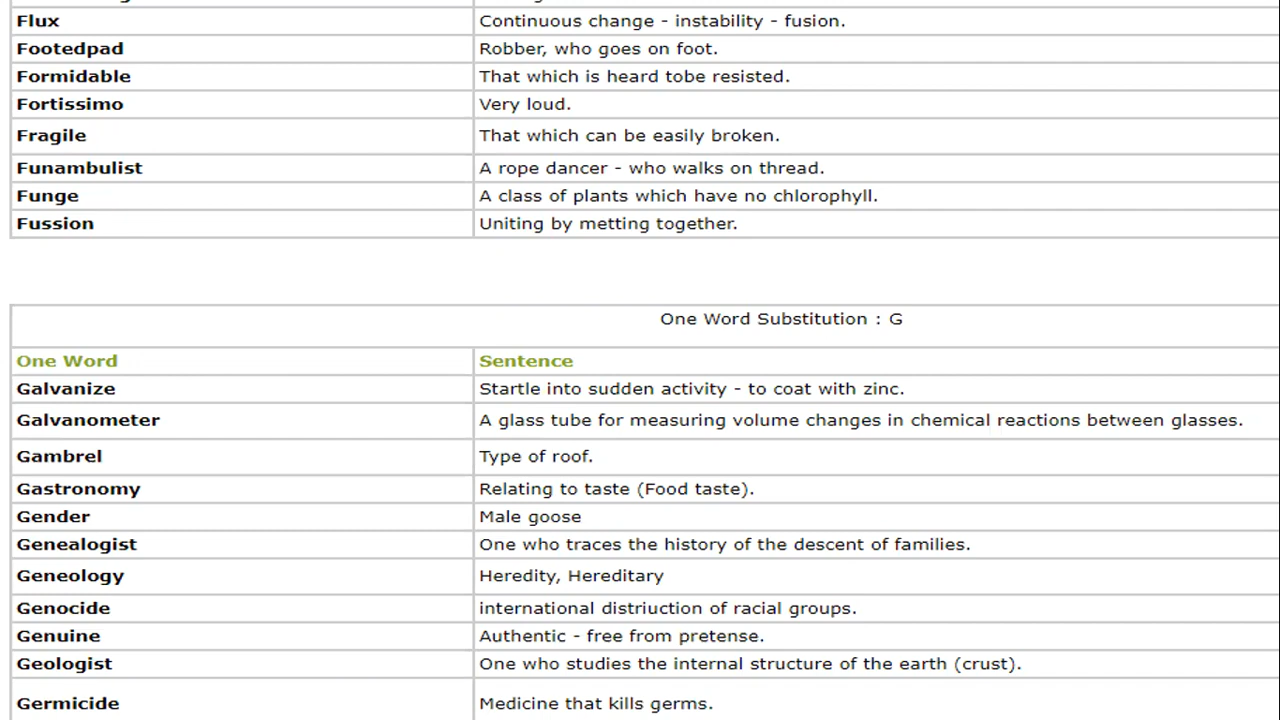 Flux Continuous change - instability - fusion.
Footedpad Robber, who goes on foot.
Formidable That which is heard tobe resisted.
Fortissimo Very loud.
Fragile That which can be easily broken.
Funambulist A rope dancer - who walks on thread.
Funge A class of plants which have no chlorophyll.
Fussion Uniting by metting together.
One Word Substitution : G
One Word Sentence
Galvanize Startle into sudden activity - to coat with zinc.
Galvanometer A glass tube for measuring volume changes in chemical reactions between glasses.
Gambrel Type of roof.
Gastronomy Relating to taste (Food taste).
Gender Male goose
Genealogist One who traces the history of the descent of families.
Geneology Heredity, Hereditary
Genocide international distriuction of racial groups.
Genuine Authentic - free from pretense.
Geologist One who studies the internal structure of the earth (crust).
Germicide Medicine that kills germs.